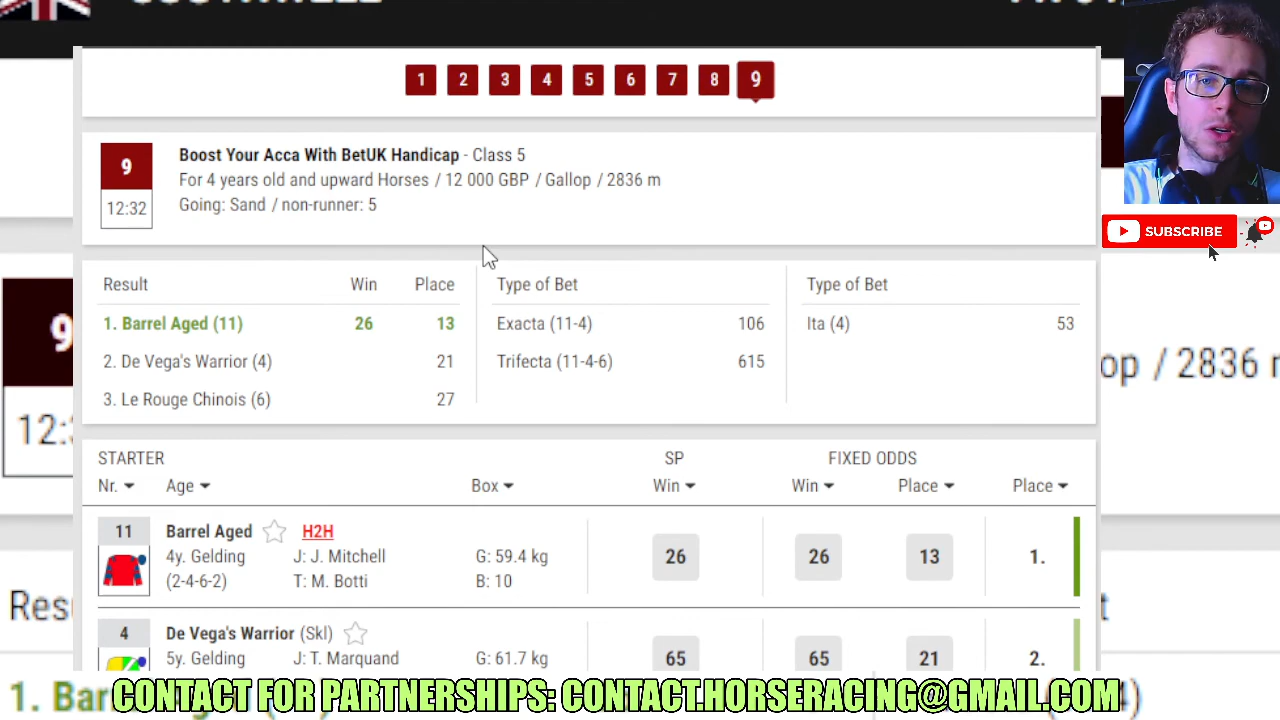 1 2 3 4 5 6 7 8 9
9
12:32
Boost Your Acca With BetUK Handicap - Class 5
For 4 years old and upward Horses / 12 000 GBP / Gallop / 2836 m
Going: Sand / non-runner: 5
SUBSCRIBE
Result Win Place
1. Barrel Aged (11) 26 13
2. De Vega's Warrior (4) 21
3. Le Rouge Chinois (6) 27
Type of Bet
Exacta (11-4) 106
Trifecta (11-4-6) 615
Type of Bet
Ita (4) 53
op / 2836 m
STARTER SP FIXED ODDS
Nr. Age Box Win Win Place Place
11 Barrel Aged H2H
4y. Gelding J: J. Mitchell G: 59.4 kg
(2-4-6-2) T: M. Botti B: 10
26 26 13 1.
4 De Vega's Warrior (Skl)
5y. Gelding J: T. Marquand G: 61.7 kg
65 65 21 2.
CONTACT FOR PARTNERSHIPS: CONTACT.HORSERACING@GMAIL.COM